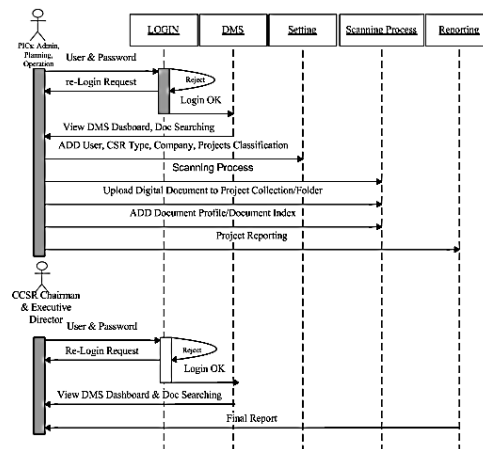 LOGIN
DMS
Setting
Scanning Process
Reporting
PICs: Admin,
Planning,
Operation
User & Password
Reject
re-Login Request
Login OK
View DMS Dasboard, Doc Searching
ADD User, CSR Type, Company, Projects Classification
Scanning Process
Upload Digital Document to Project Collection/Folder
ADD Document Profile/Document Index
Project Reporting
CCSR Chairman
& Executive
Director
User & Password
Reject
Re-Login Request
Login OK
View DMS Dashboard & Doc Searching
Final Report